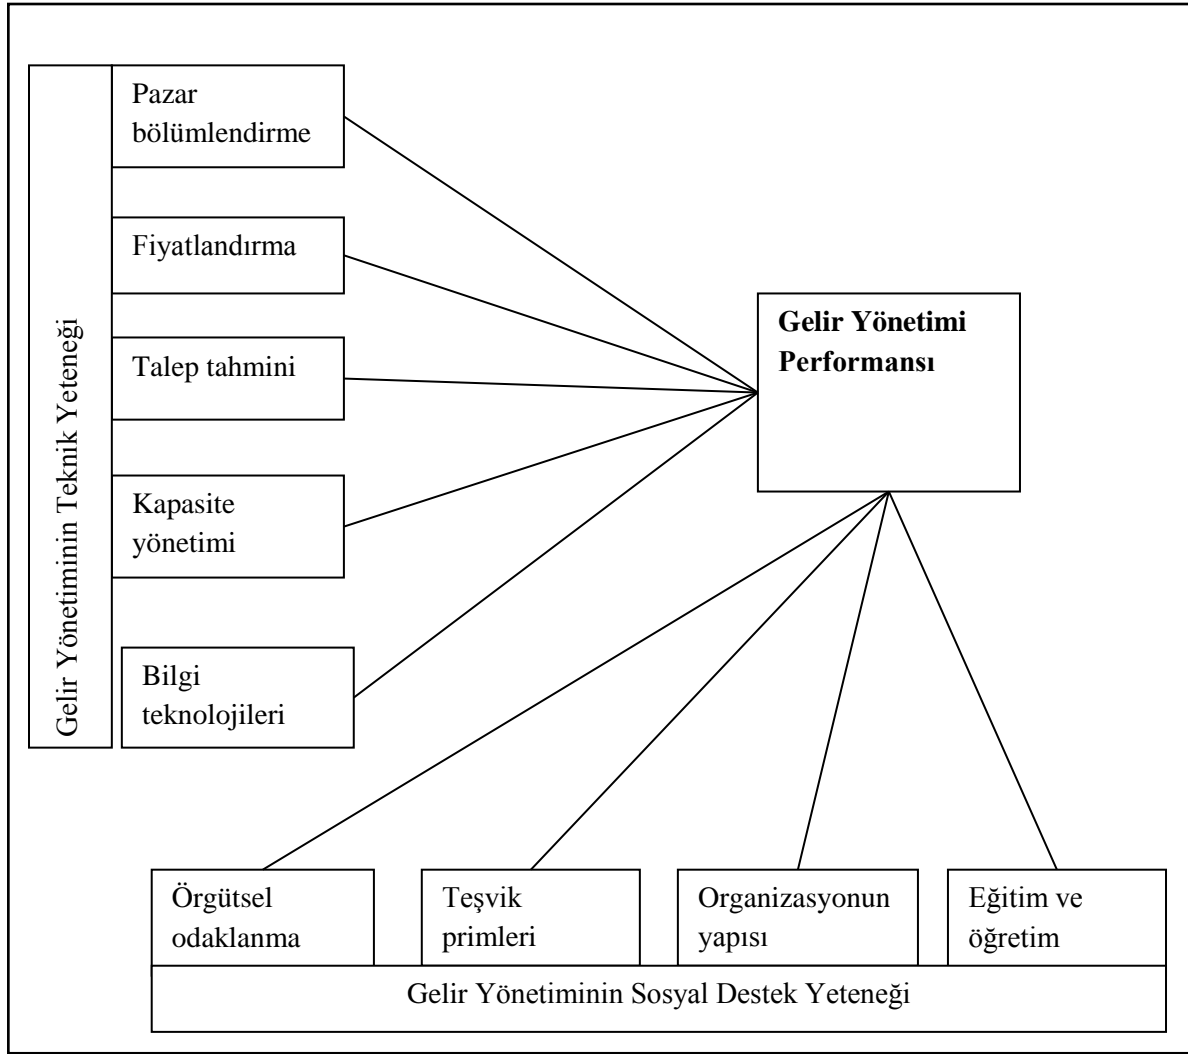 Gelir Yönetiminin Teknik Yeteneği
Pazar
bölümlendirme
Fiyatlandırma
Talep tahmini
Kapasite
yönetimi
Bilgi
teknolojileri
Gelir Yönetimi
Performansı
Örgütsel
odaklanma
Teşvik
primleri
Organizasyonun
yapısı
Eğitim ve
öğretim
Gelir Yönetiminin Sosyal Destek Yeteneği